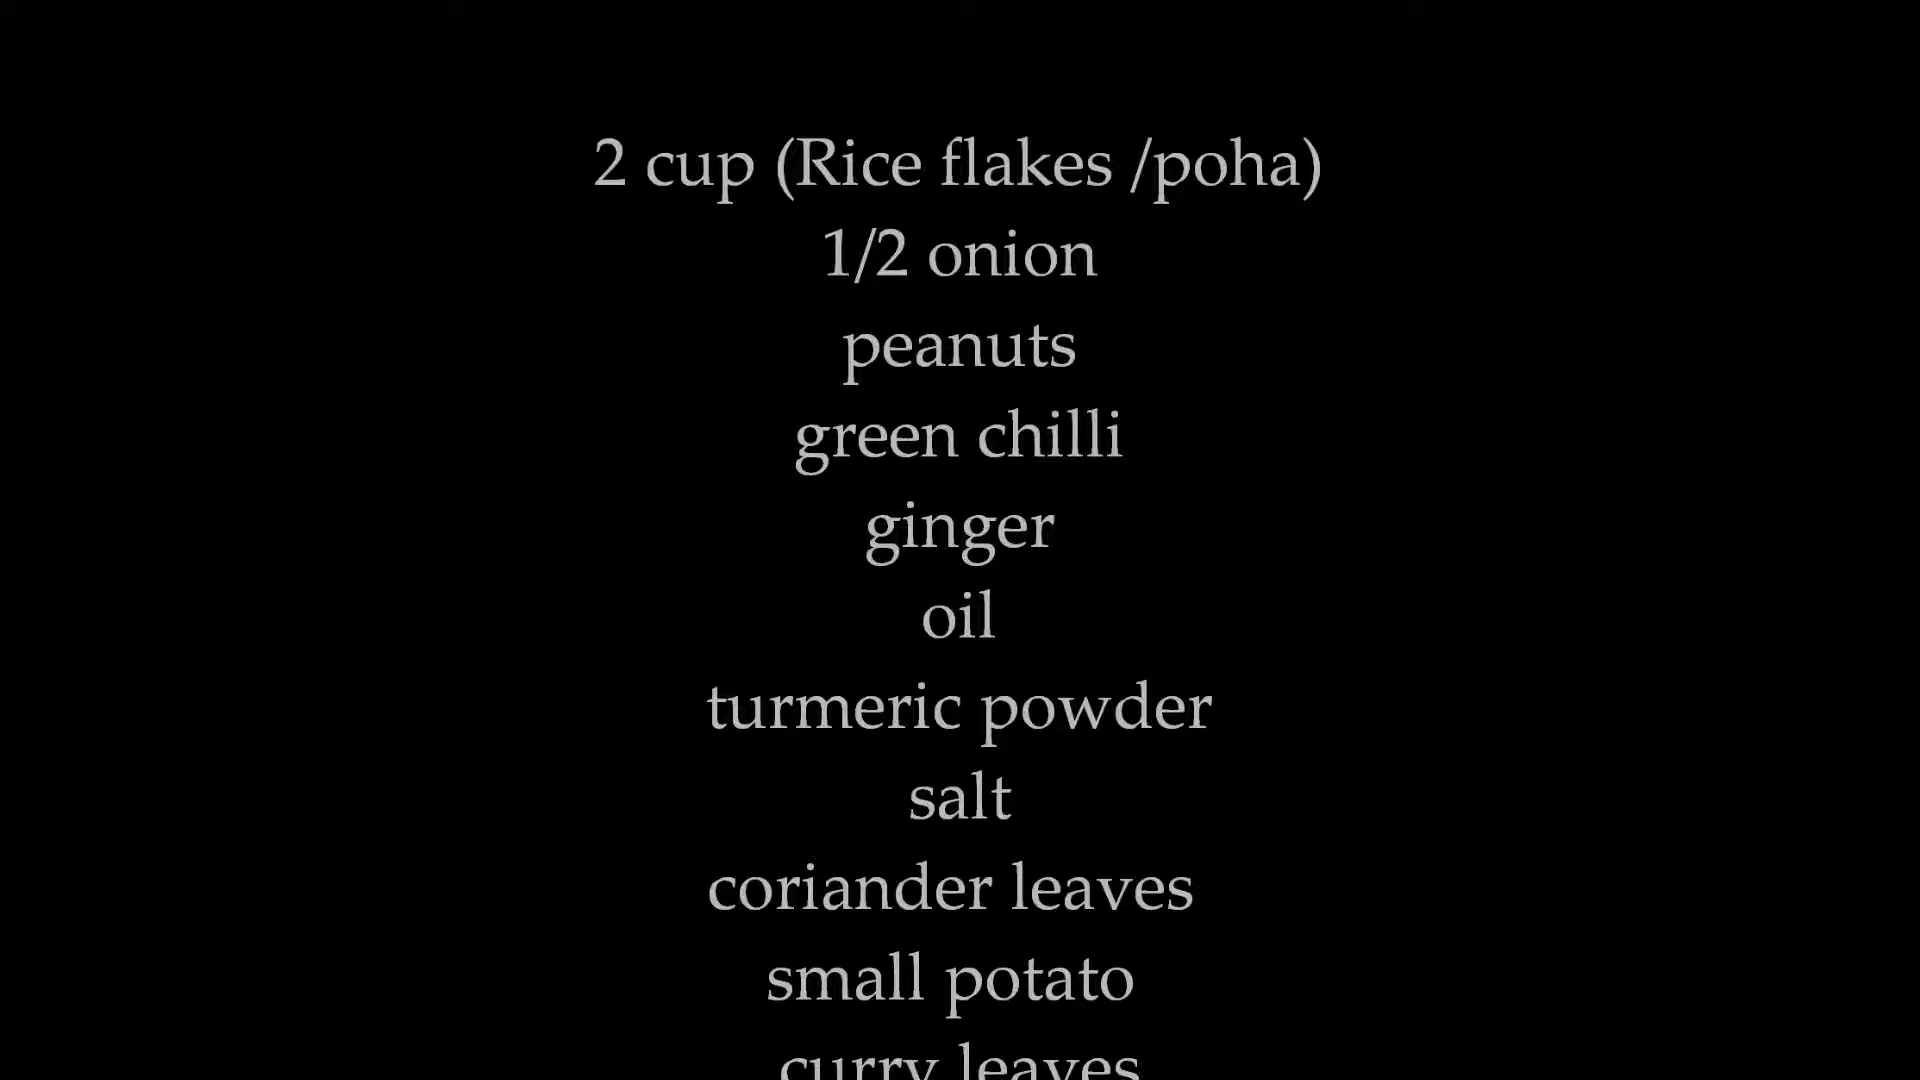 2 cup (Rice flakes /poha)
1/2 onion
peanuts
green chilli
ginger
oil
turmeric powder
salt
coriander leaves
small potato
curry leaves